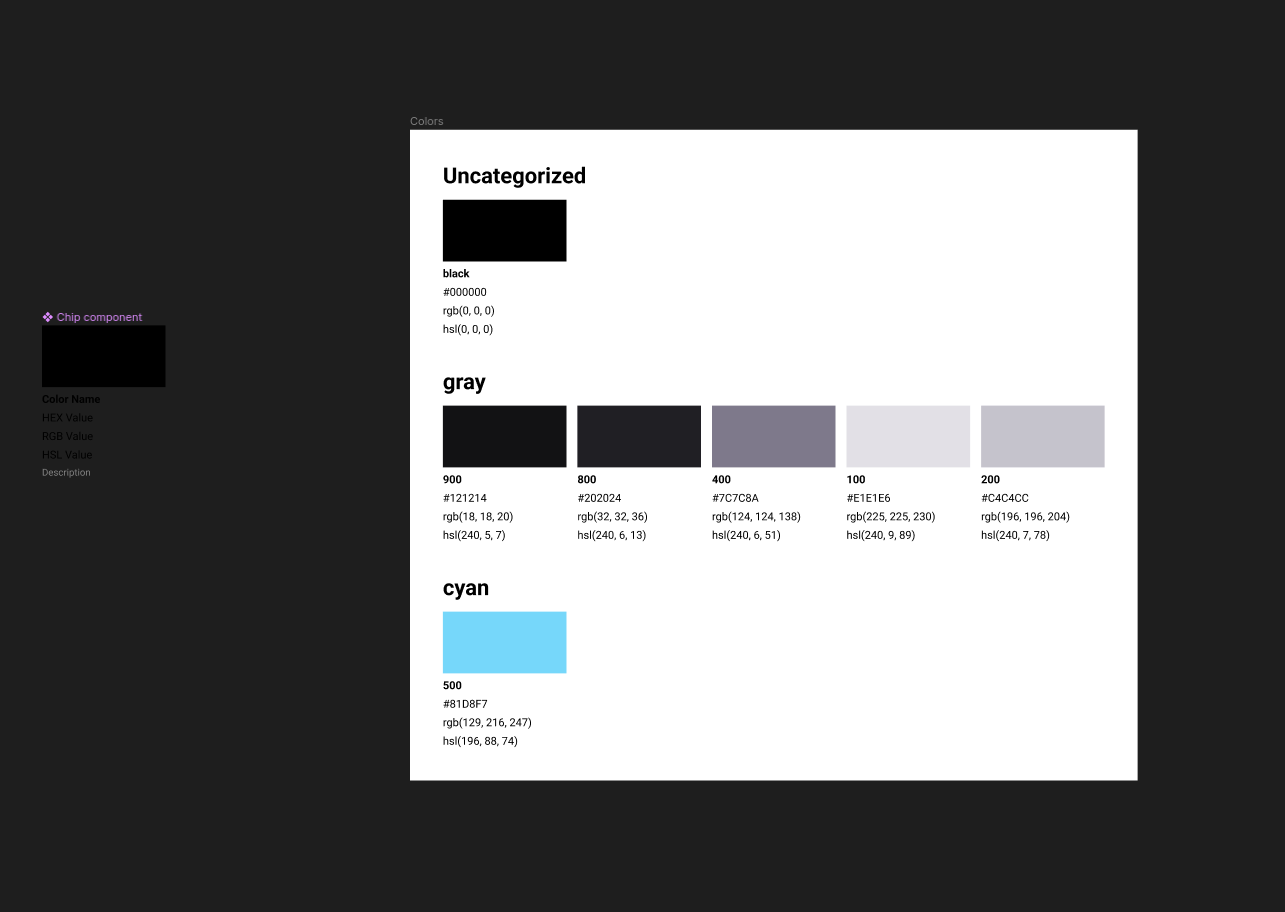 Colors
Uncategorized
black
#000000
rgb(0, 0, 0)
hsl(0, 0, 0)
Chip component
Color Name
HEX Value
RGB Value
HSL Value
Description
gray
900
#121214
rgb(18, 18, 20)
hsl(240, 5, 7)
800
#202024
rgb(32, 32, 36)
hsl(240, 6, 13)
400
#7C7C8A
rgb(124, 124, 138)
hsl(240, 6, 51)
100
#E1E1E6
rgb(225, 225, 230)
hsl(240, 9, 89)
200
#C4C4CC
rgb(196, 196, 204)
hsl(240, 7, 78)
cyan
500
#81D8F7
rgb(129, 216, 247)
hsl(196, 88, 74)